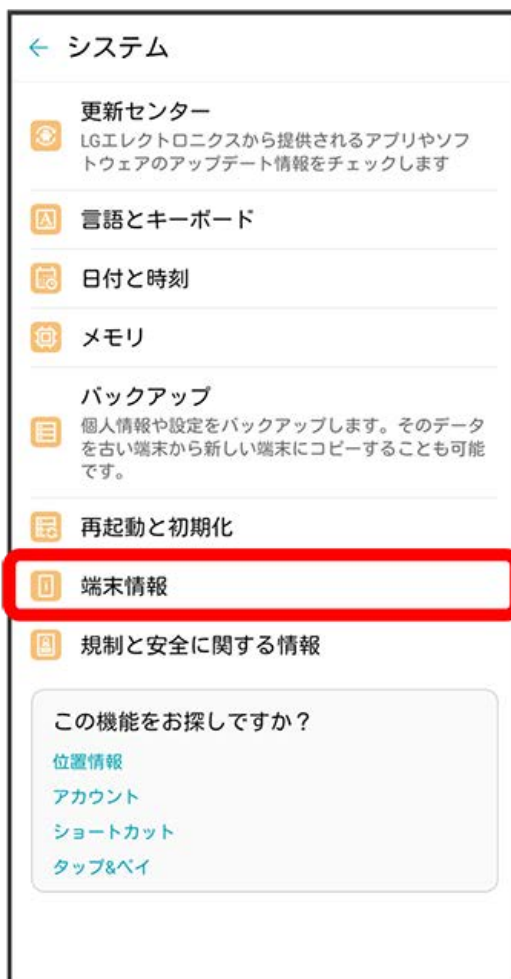 システム
更新センター
LGエレクトロニクスから提供されるアプリやソフ
トウェアのアップデート情報をチェックします
言語とキーボード
日付と時刻
メモリ
バックアップ
個人情報や設定をバックアップします。そのデータ
を古い端末から新しい端末にコピーすることも可能
です。
再起動と初期化
端末情報
規制と安全に関する情報
この機能をお探しですか？
位置情報
アカウント
ショートカット
タップ&ペイ